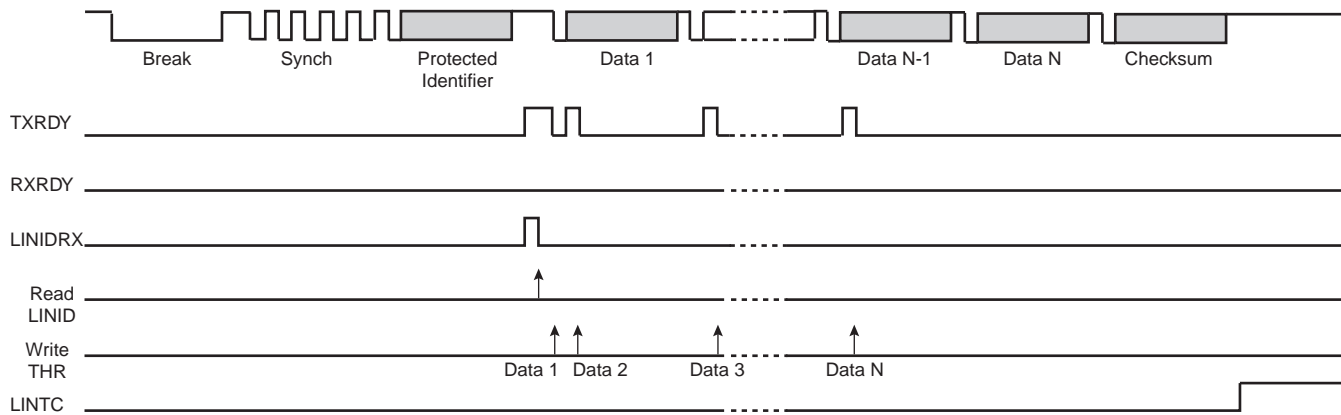 Break Synch Protected Identifier Data 1 Data N-1 Data N Checksum
TXRDY
RXRDY
LINIDRX
Read
LINID
Write
THR
Data 1 Data 2 Data 3 Data N
LINTC